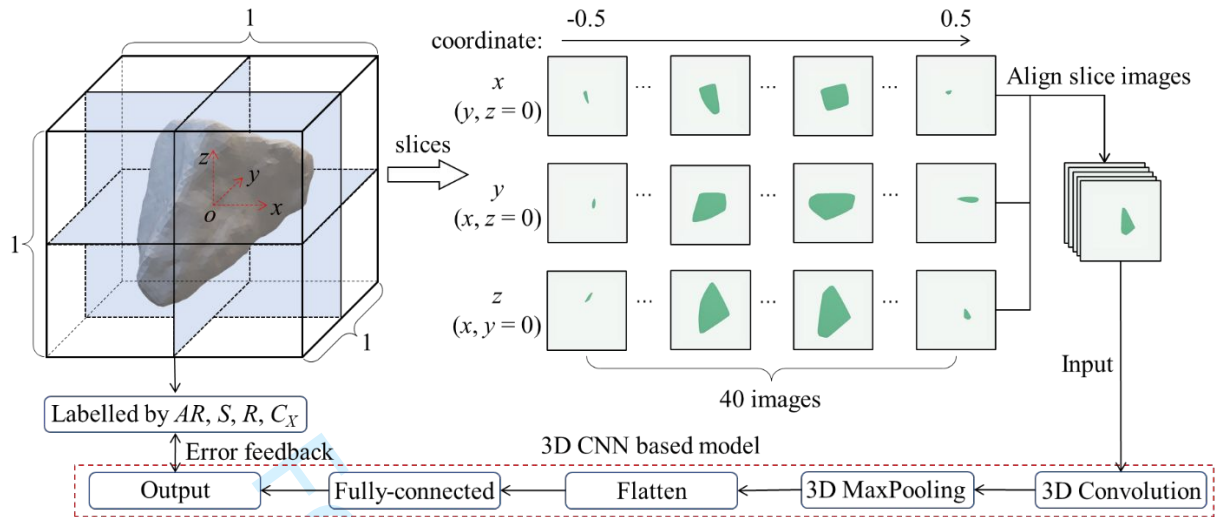 1
-0.5
0.5
coordinate:
x
(y, z = 0)
...
...
...
Align slice images
1
z
y
o
x
slices
y
(x, z = 0)
...
...
...
z
(x, y = 0)
...
...
...
1
40 images
Input
Labelled by AR, S, R, C_X
Error feedback
3D CNN based model
Output
Fully-connected
Flatten
3D MaxPooling
3D Convolution